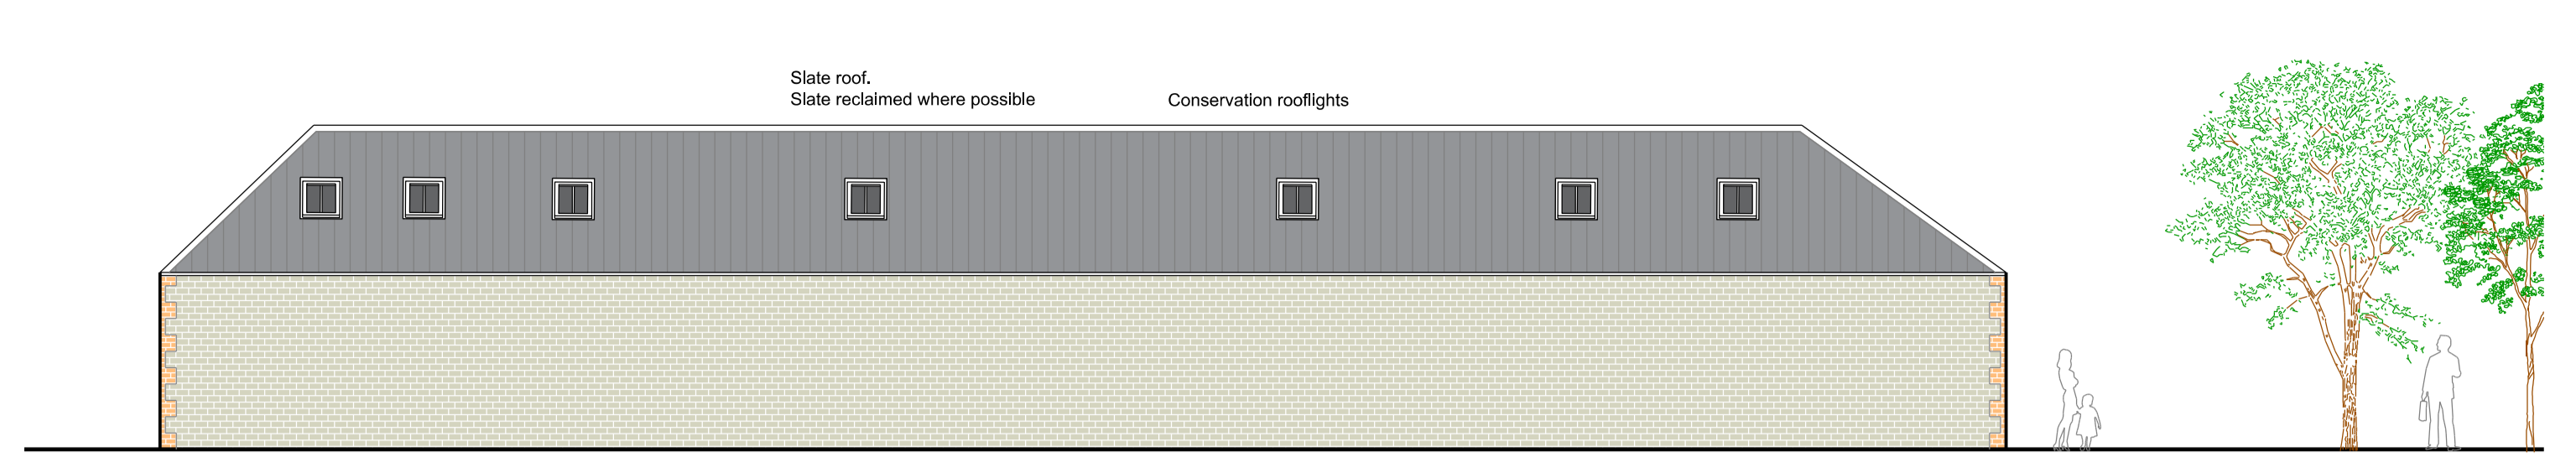 Slate roof.
Slate reclaimed where possible
Conservation rooflights